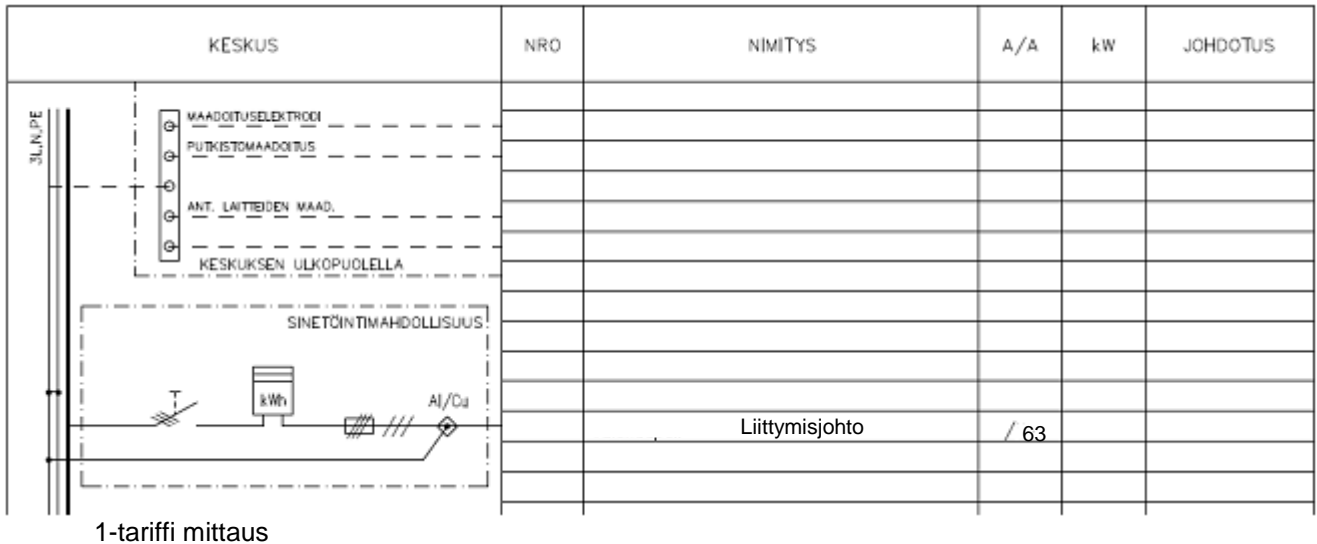 KESKUS NRO NIMITYS A/A kW JOHDOTUS
3L,N,PE
MAADOITUSELEKTRODI
PUTKISTOMAADOITUS
ANT. LAITTEIDEN MAAD.
KESKUKSEN ULKOPUOLELLA
SINETÖINTIMAHDOLLISUUS
kWh Al/Cu
Liittymisjohto / 63
1-tariffi mittaus